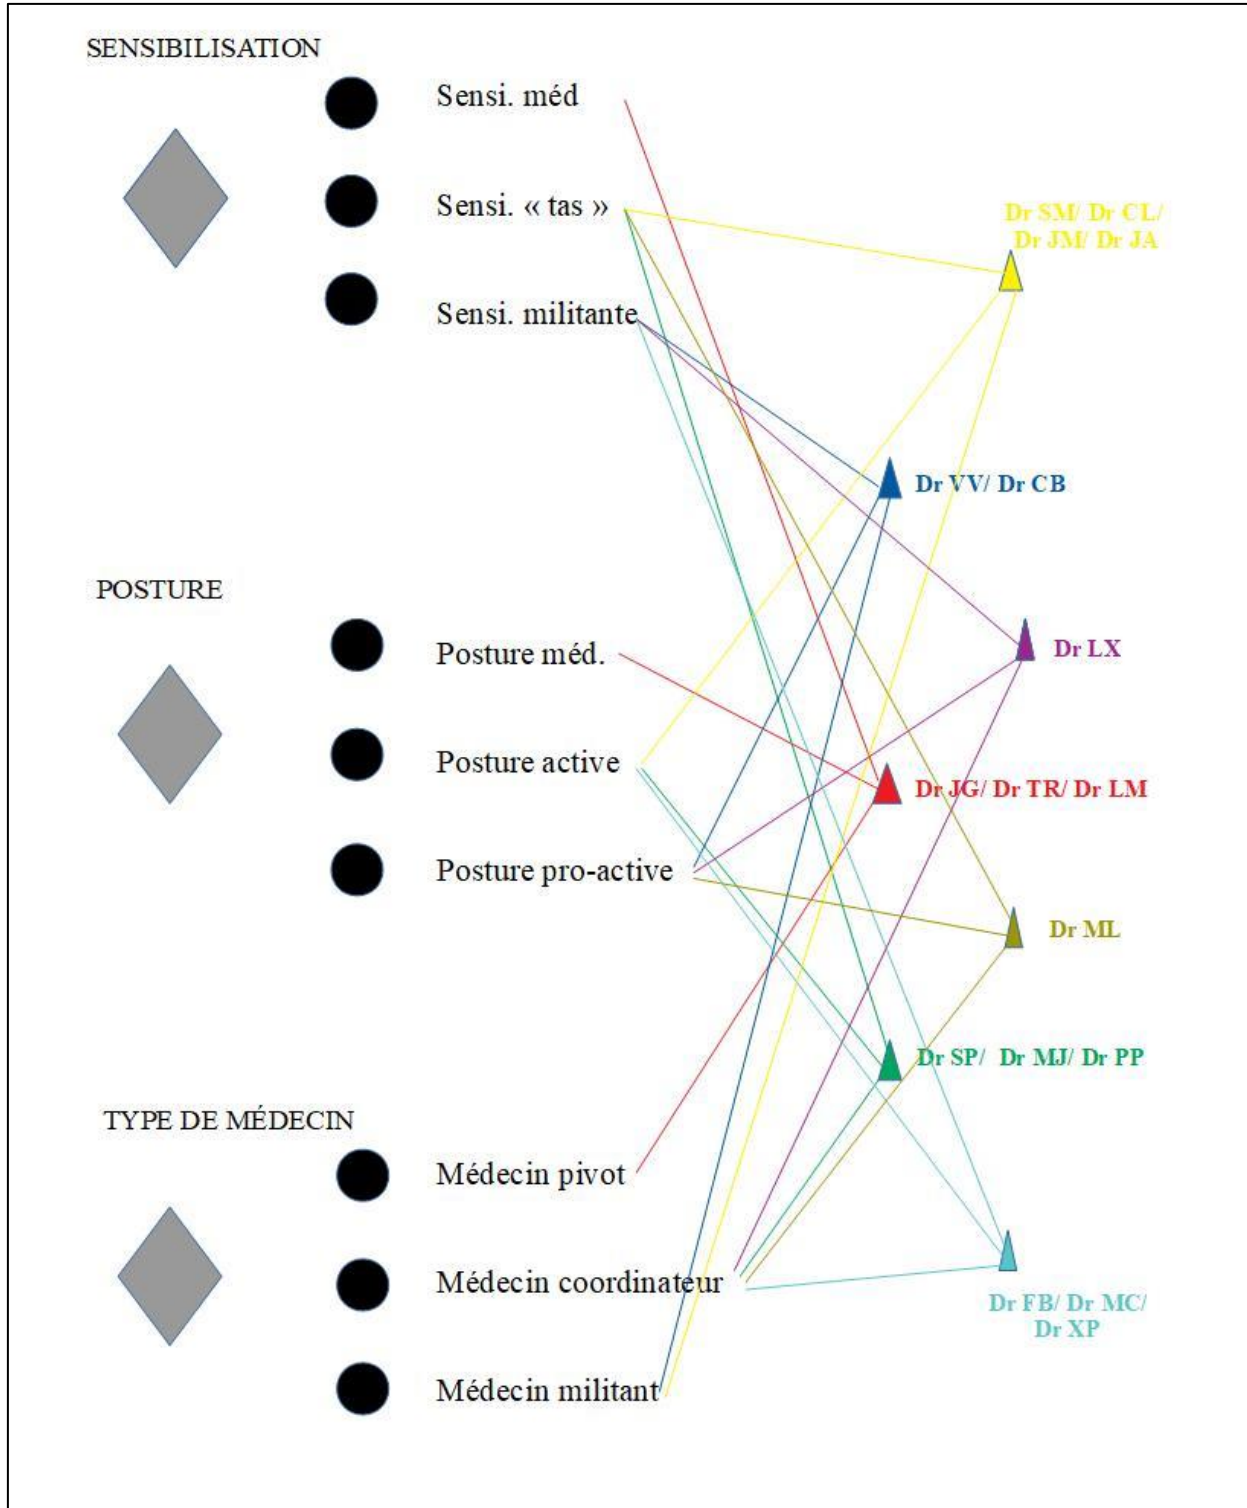 SENSIBILISATION
Sensi. méd
Sensi. « tas »
Sensi. militante
POSTURE
Posture méd.
Posture active
Posture pro-active
TYPE DE MÉDECIN
Médecin pivot
Médecin coordinateur
Médecin militant
Dr SM/ Dr CL/
Dr JM/ Dr JA
Dr VV/ Dr CB
Dr LX
Dr JG/ Dr TR/ Dr LM
Dr ML
Dr SP/ Dr MJ/ Dr PP
Dr FB/ Dr MC/
Dr XP